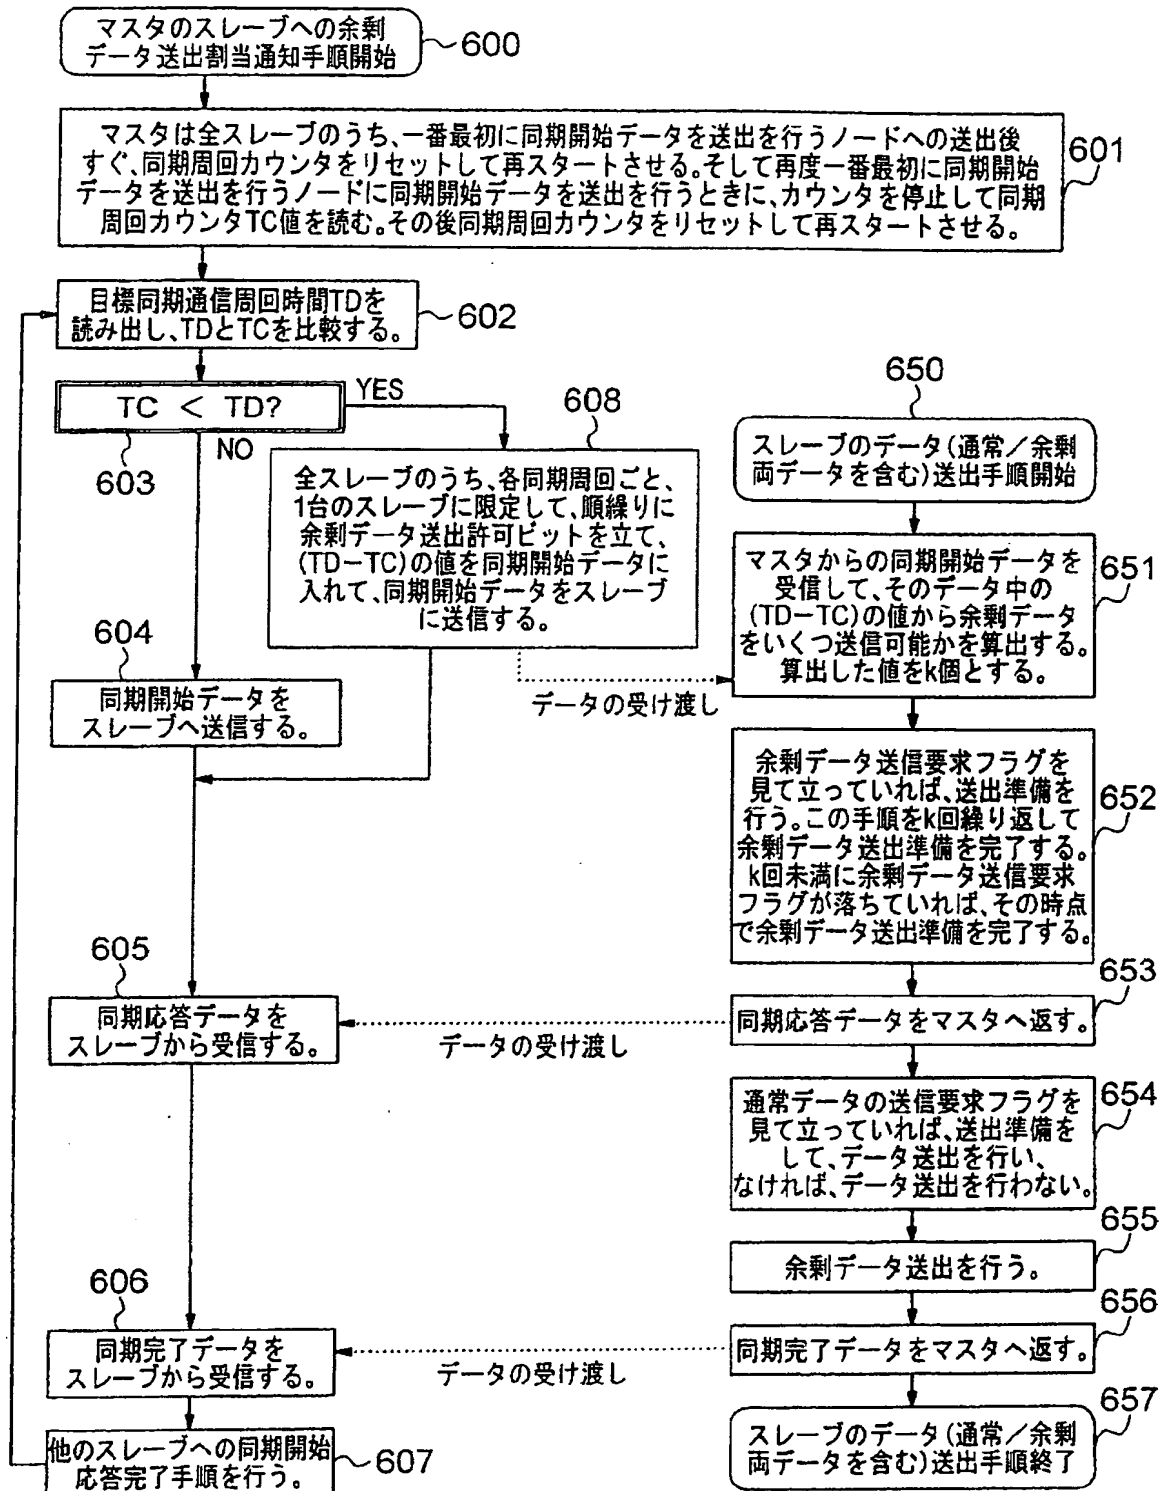 マスタのスレーブへの余剰
データ送出割当通知手順開始
600
マスタは全スレーブのうち、一番最初に同期開始データを送出を行うノードへの送出後
すぐ、同期周回カウンタをリセットして再スタートさせる。そして再度一番最初に同期開始
データを送出を行うノードに同期開始データを送出を行うときに、カウンタを停止して同期
周回カウンタTC値を読む。その後同期周回カウンタをリセットして再スタートさせる。
601
目標同期通信周回時間TDを
読み出し、TDとTCを比較する。
602
TC < TD?
YES
NO
603
608
全スレーブのうち、各同期周回ごと、
1台のスレーブに限定して、順繰りに
余剰データ送出許可ビットを立て、
(TD-TC)の値を同期開始データに
入れて、同期開始データをスレーブ
に送信する。
604
同期開始データを
スレーブへ送信する。
データの受け渡し
605
同期応答データを
スレーブから受信する。
データの受け渡し
606
同期完了データを
スレーブから受信する。
データの受け渡し
他のスレーブへの同期開始
応答完了手順を行う。
607
650
スレーブのデータ(通常/余剰
両データを含む)送出手順開始
マスタからの同期開始データを
受信して、そのデータ中の
(TD-TC)の値から余剰データ
をいくつ送信可能かを算出する。
算出した値をk個とする。
651
余剰データ送信要求フラグを
見て立っていれば、送出準備を
行う。この手順をk回繰り返して
余剰データ送出準備を完了する。
k回未満に余剰データ送信要求
フラグが落ちていれば、その時点
で余剰データ送出準備を完了する。
652
653
同期応答データをマスタへ返す。
通常データの送信要求フラグを
見て立っていれば、送出準備を
して、データ送出を行い、
なければ、データ送出を行わない。
654
655
余剰データ送出を行う。
656
同期完了データをマスタへ返す。
657
スレーブのデータ(通常/余剰
両データを含む)送出手順終了